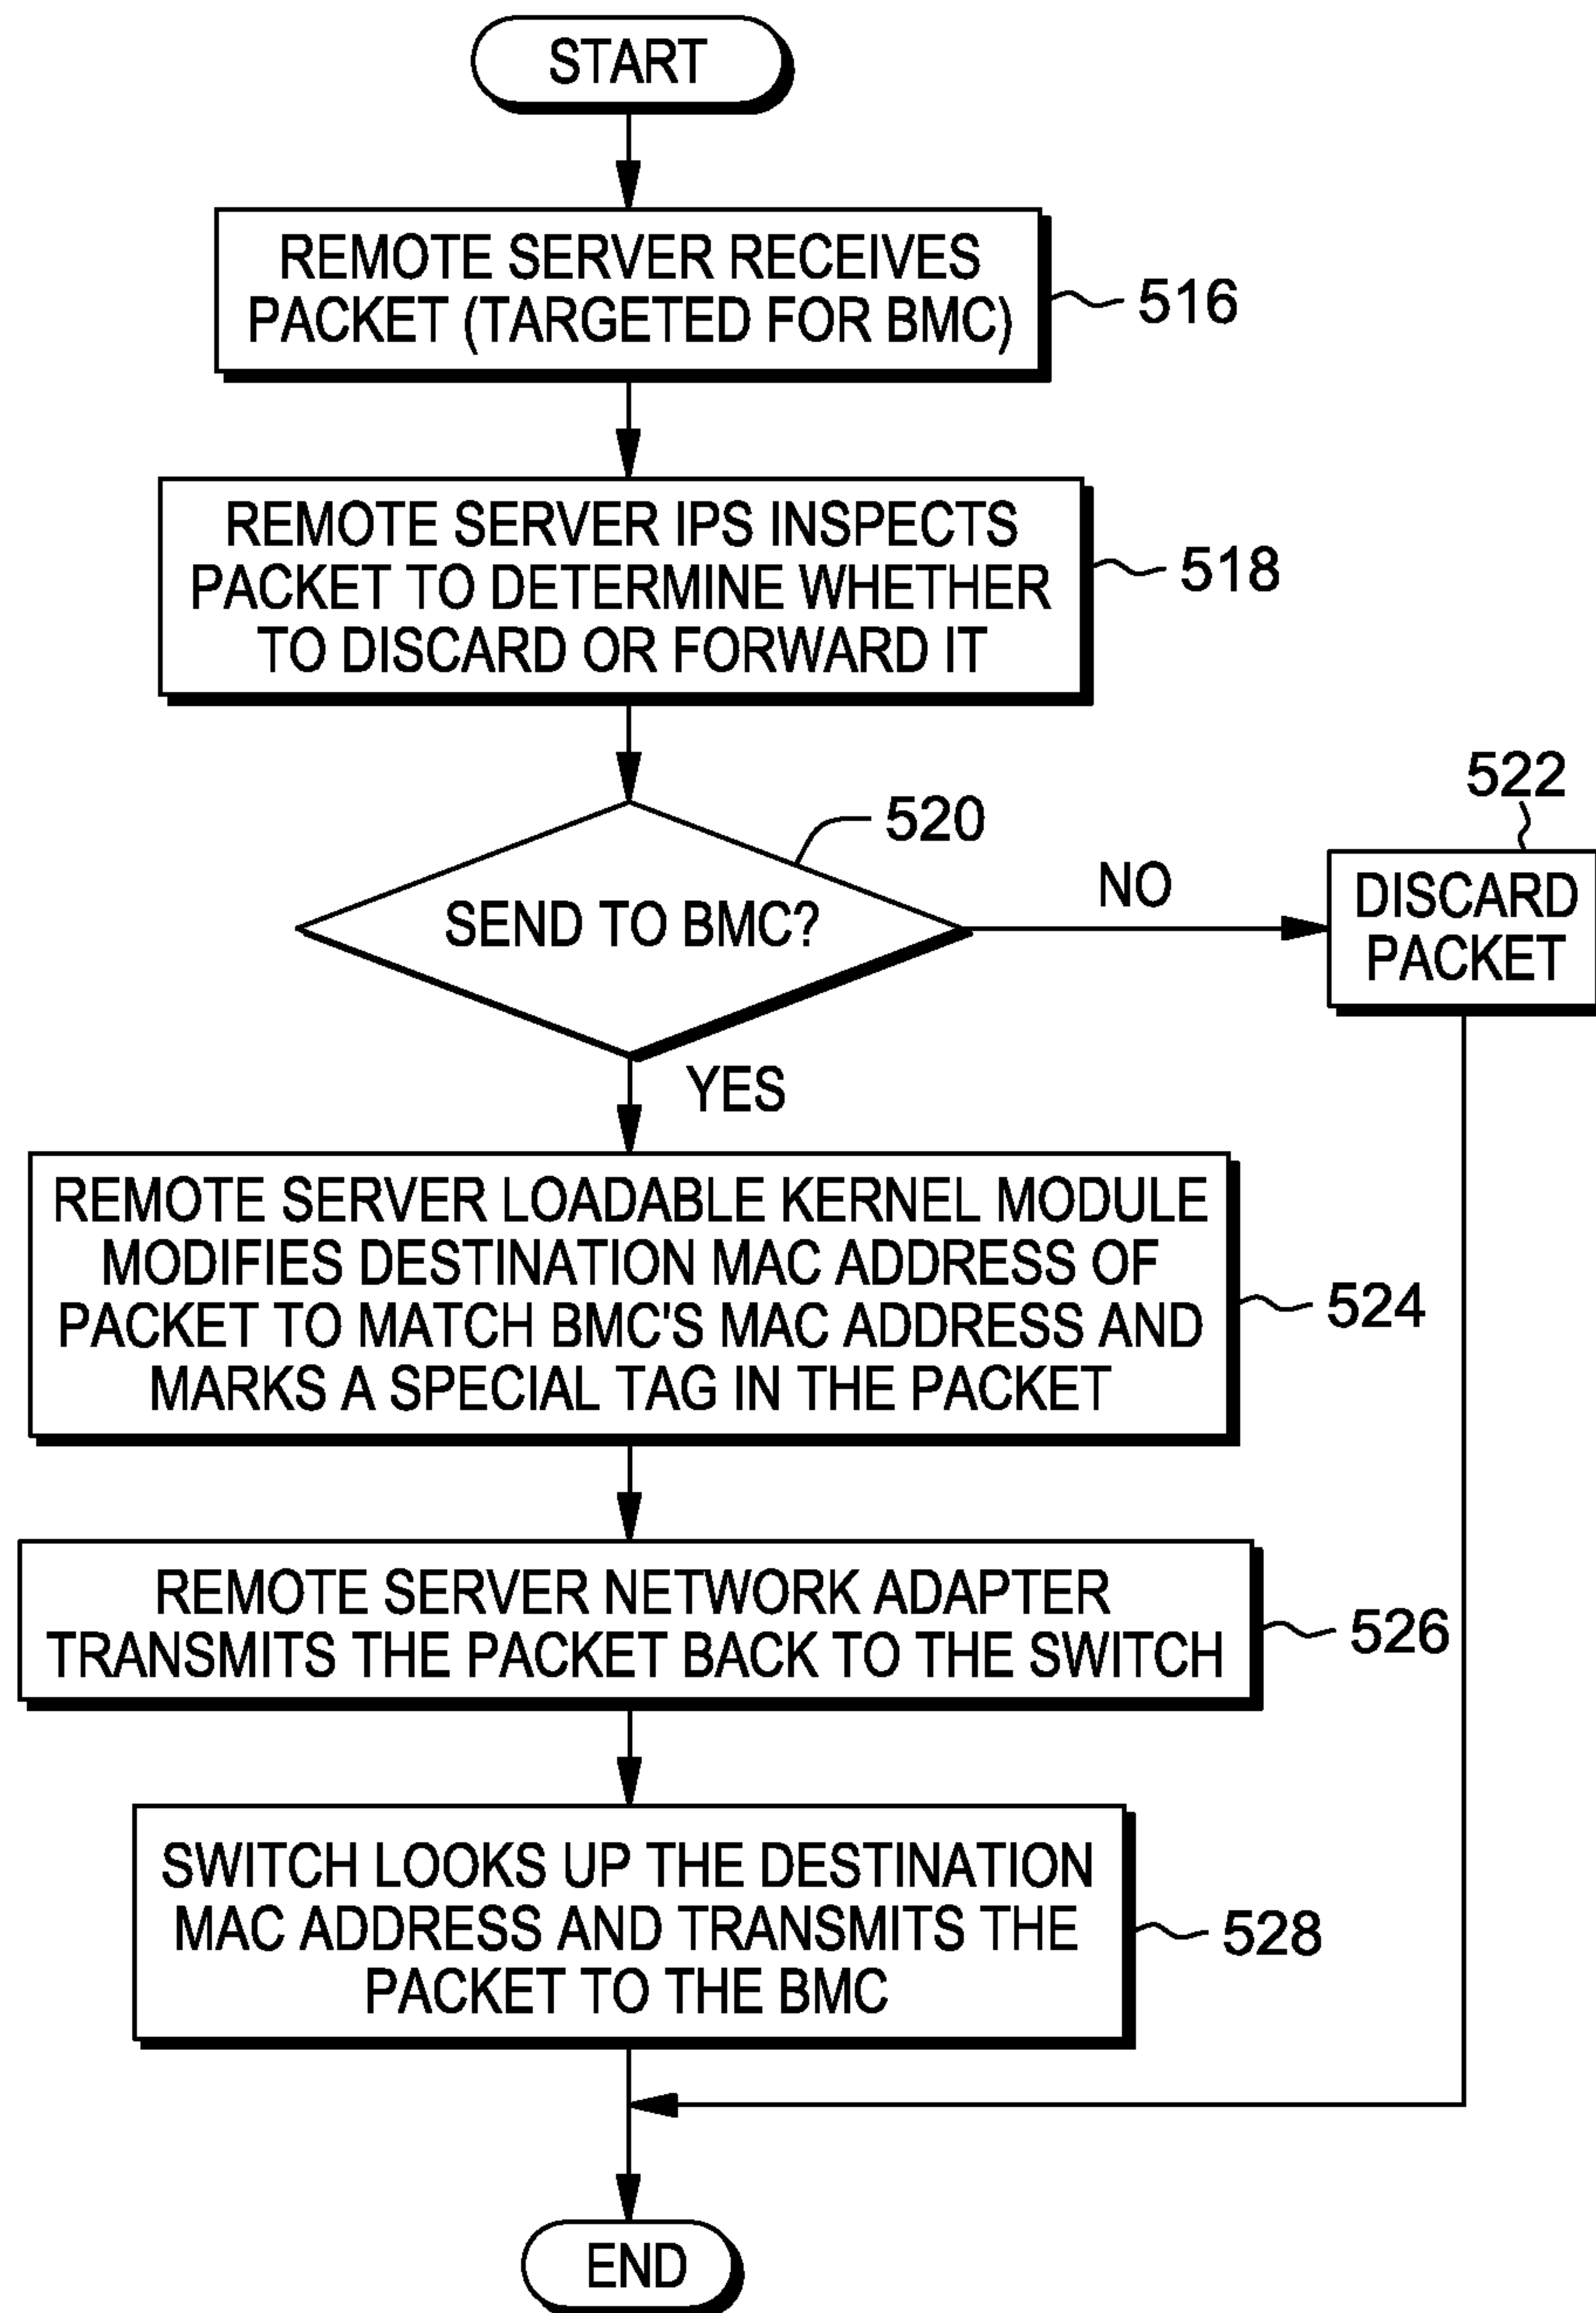 START
REMOTE SERVER RECEIVES
PACKET (TARGETED FOR BMC)
516
REMOTE SERVER IPS INSPECTS
PACKET TO DETERMINE WHETHER
TO DISCARD OR FORWARD IT
518
520
SEND TO BMC?
NO
522
DISCARD
PACKET
YES
REMOTE SERVER LOADABLE KERNEL MODULE
MODIFIES DESTINATION MAC ADDRESS OF
PACKET TO MATCH BMC'S MAC ADDRESS AND
MARKS A SPECIAL TAG IN THE PACKET
524
REMOTE SERVER NETWORK ADAPTER
TRANSMITS THE PACKET BACK TO THE SWITCH
526
SWITCH LOOKS UP THE DESTINATION
MAC ADDRESS AND TRANSMITS THE
PACKET TO THE BMC
528
END